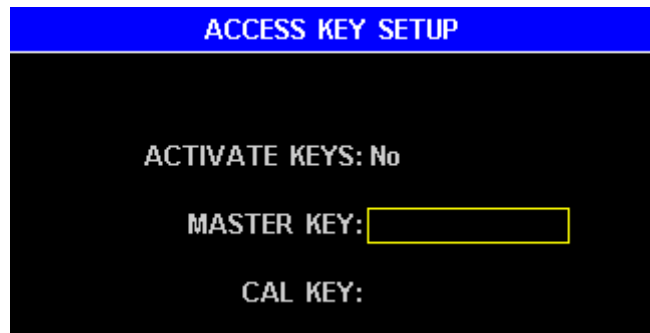 ACCESS KEY SETUP
ACTIVATE KEYS: No
MASTER KEY:
CAL KEY: